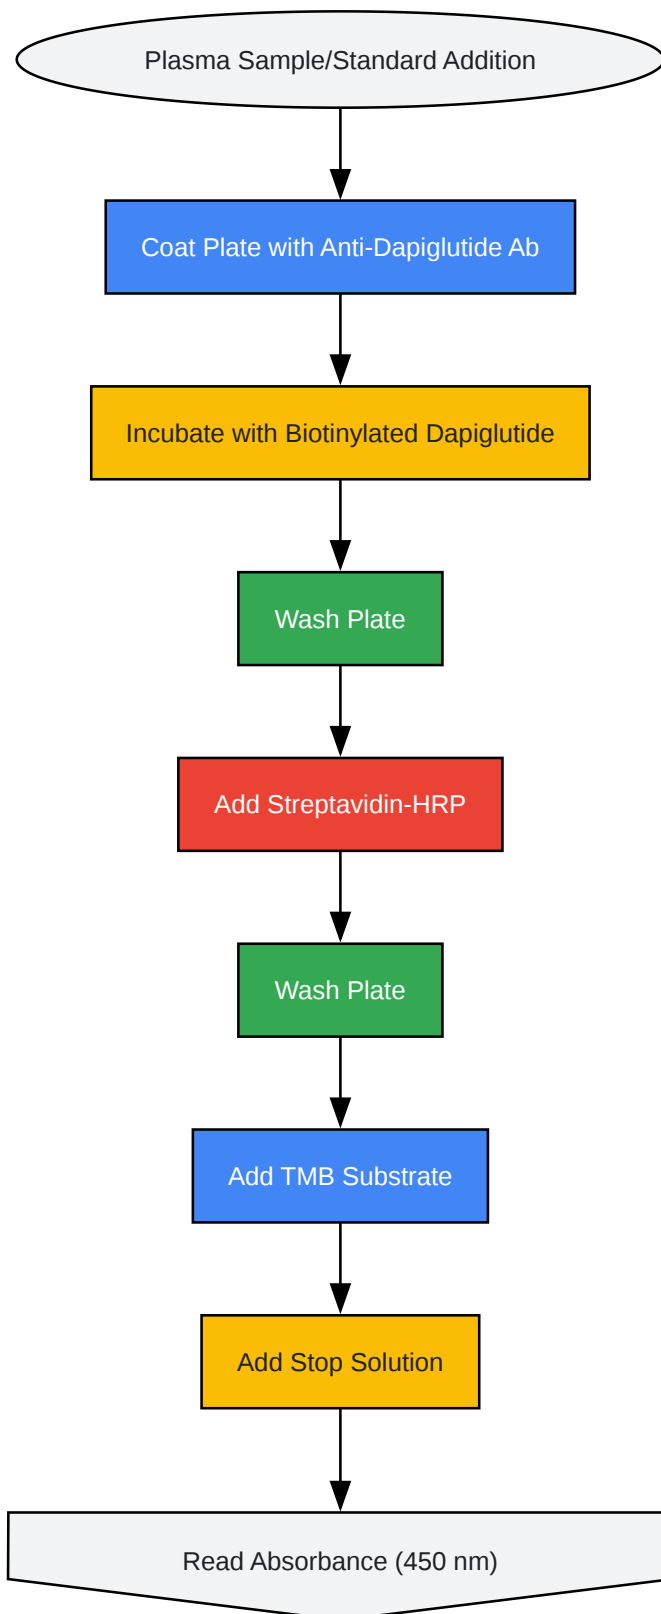 Plasma Sample/Standard Addition
Coat Plate with Anti-Dapiglutide Ab
Incubate with Biotinylated Dapiglutide
Wash Plate
Add Streptavidin-HRP
Wash Plate
Add TMB Substrate
Add Stop Solution
Read Absorbance (450 nm)